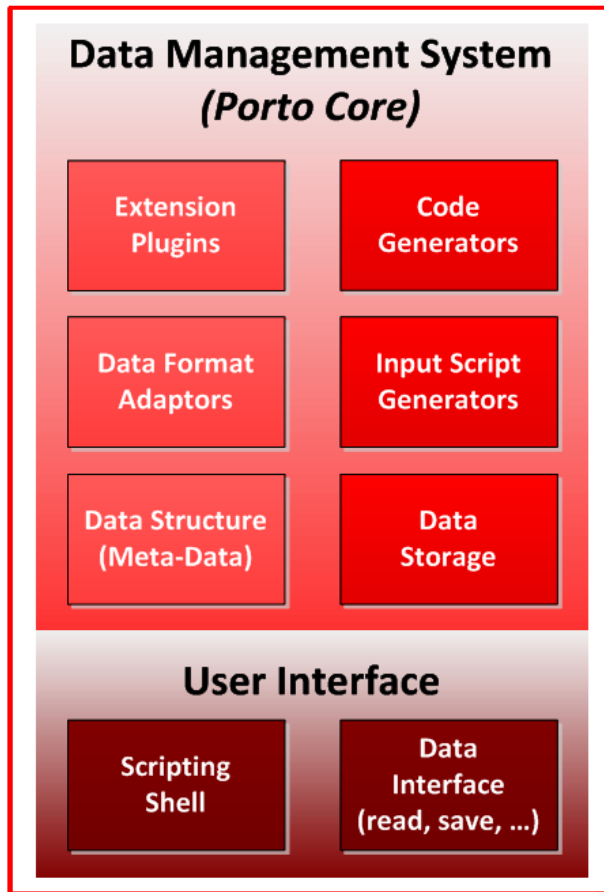 Data Management System
(Porto Core)
Extension
Plugins
Code
Generators
Data Format
Adaptors
Input Script
Generators
Data Structure
(Meta-Data)
Data
Storage
User Interface
Scripting
Shell
Data
Interface
(read, save, ...)